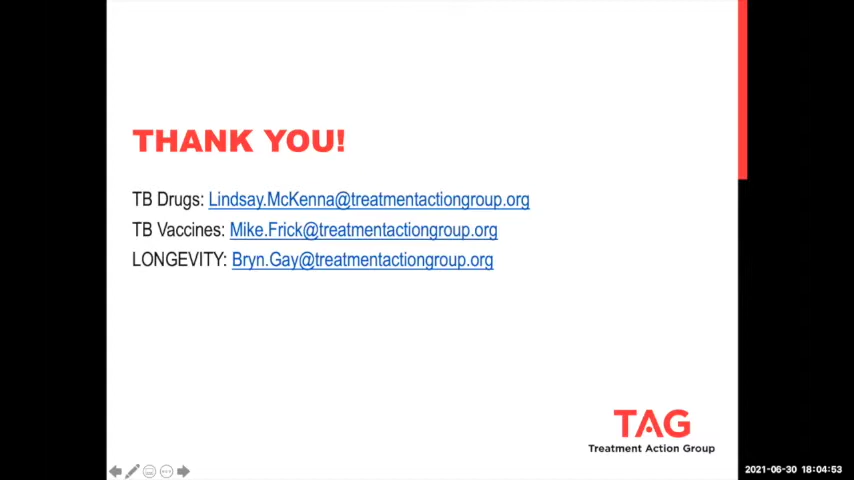 THANK YOU!
TB Drugs: Lindsay.McKenna@treatmentactiongroup.org
TB Vaccines: Mike.Frick@treatmentactiongroup.org
LONGEVITY: Bryn.Gay@treatmentactiongroup.org
TAG
Treatment Action Group
2021-06-30 18:04:53